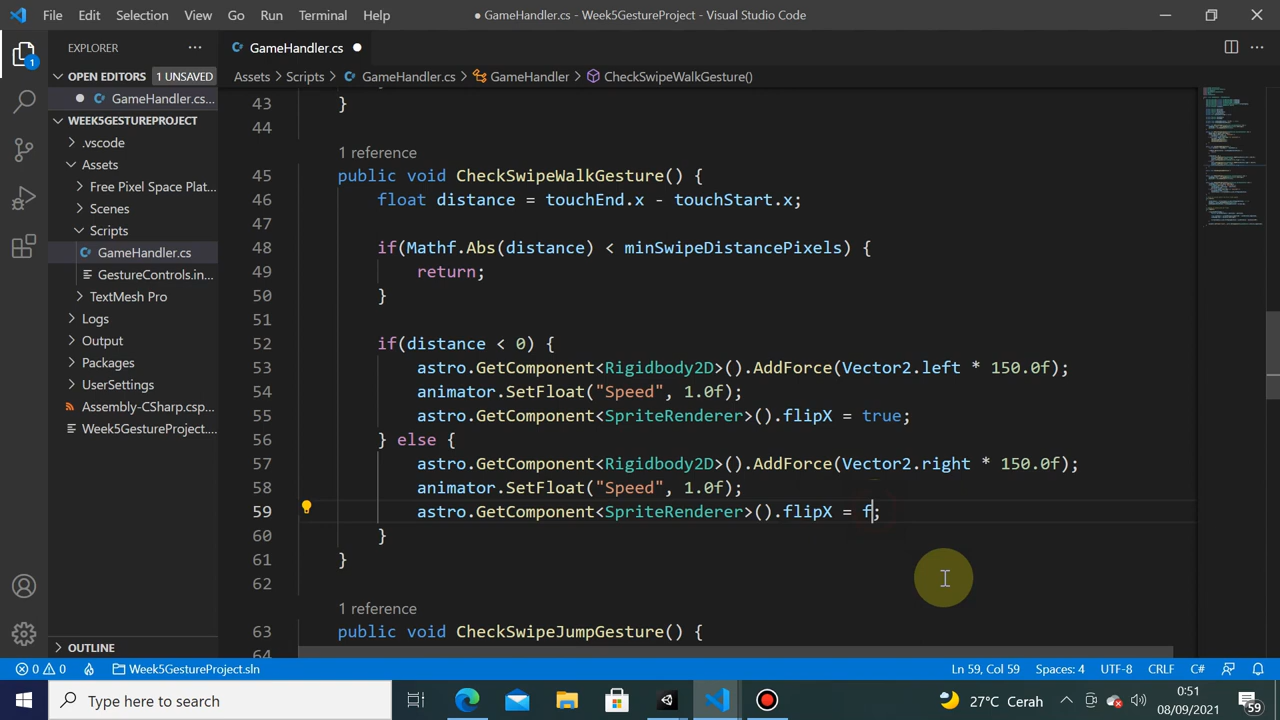 File Edit Selection View Go Run Terminal Help
● GameHandler.cs - Week5GestureProject - Visual Studio Code
EXPLORER
GameHandler.cs
OPEN EDITORS 1 UNSAVED
Assets > Scripts > GameHandler.cs > GameHandler > CheckSwipeWalkGesture()
GameHandler.cs...
WEEK5GESTUREPROJECT
.vscode
Assets
Free Pixel Space Plat...
Scenes
Scripts
GameHandler.cs
GestureControls.in...
TextMesh Pro
Logs
Output
Packages
UserSettings
Assembly-CSharp.csp...
Week5GestureProject....
OUTLINE
1
43 }
44
1 reference
45 public void CheckSwipeWalkGesture() {
46 float distance = touchEnd.x - touchStart.x;
47
48 if(Mathf.Abs(distance) < minSwipeDistancePixels) {
49 return;
50 }
51
52 if(distance < 0) {
53 astro.GetComponent<Rigidbody2D>().AddForce(Vector2.left * 150.0f);
54 animator.SetFloat("Speed", 1.0f);
55 astro.GetComponent<SpriteRenderer>().flipX = true;
56 } else {
57 astro.GetComponent<Rigidbody2D>().AddForce(Vector2.right * 150.0f);
58 animator.SetFloat("Speed", 1.0f);
59 astro.GetComponent<SpriteRenderer>().flipX = f;
60 }
61 }
62
1 reference
63 public void CheckSwipeJumpGesture() {
64
0 0 Week5GestureProject.sln
Ln 59, Col 59 Spaces: 4 UTF-8 CRLF C#
Type here to search
27°C Cerah
0:51
08/09/2021
59